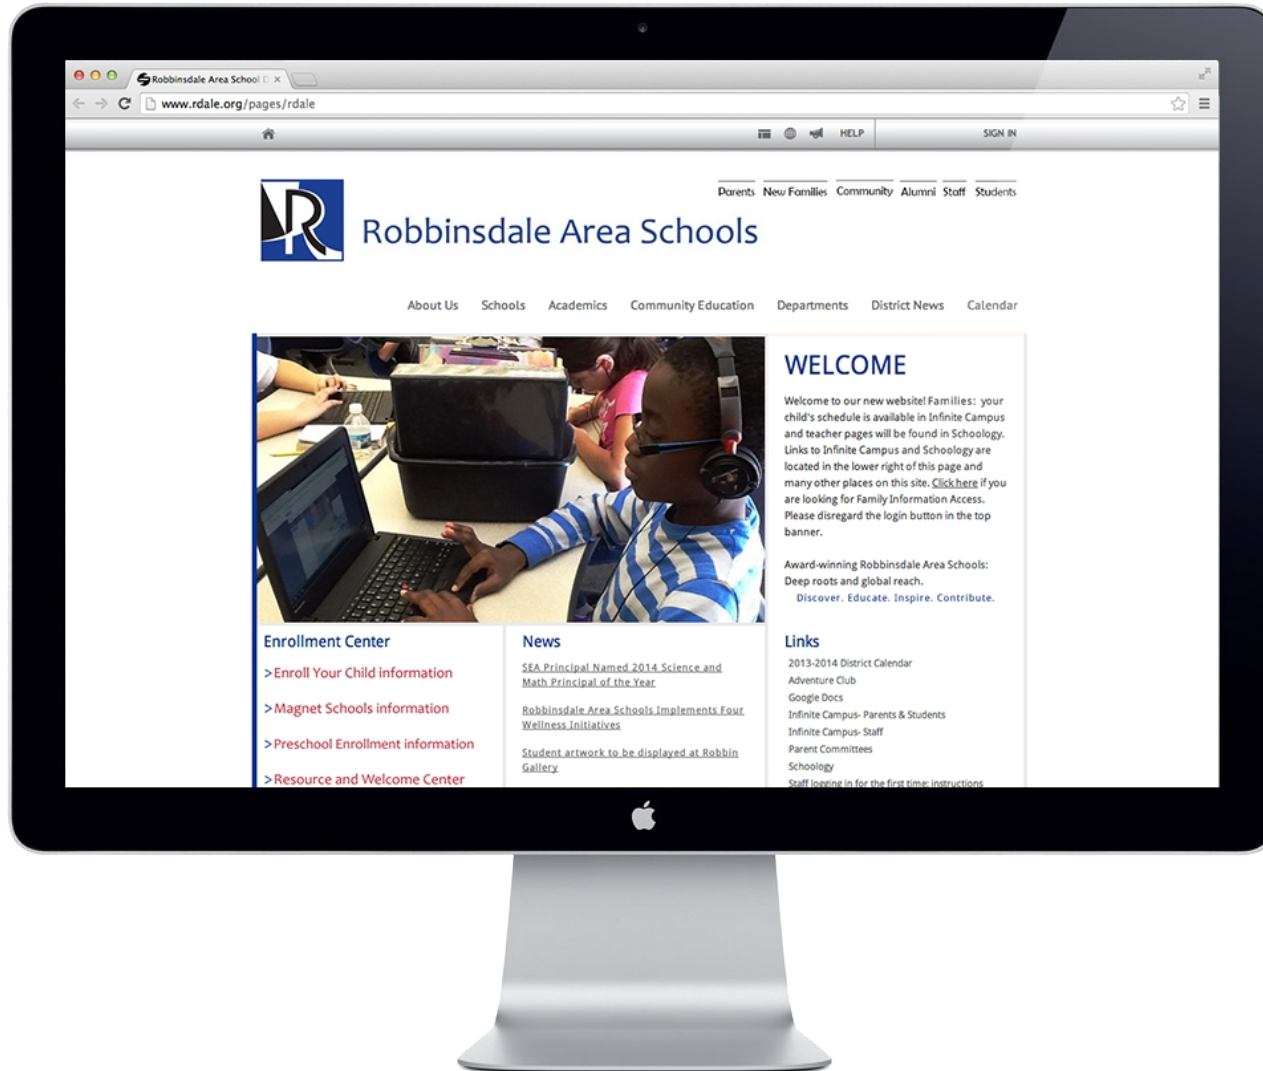 Robbinsdale Area School D
www.rdale.org/pages/rdale
HELP
SIGN IN
Parents New Families Community Alumni Staff Students
R
Robbinsdale Area Schools
About Us Schools Academics Community Education Departments District News Calendar
WELCOME
Welcome to our new website! Families: your
child's schedule is available in Infinite Campus
and teacher pages will be found in Schoology.
Links to Infinite Campus and Schoology are
located in the lower right of this page and
many other places on this site. Click here if you
are looking for Family Information Access.
Please disregard the login button in the top
banner.
Award-winning Robbinsdale Area Schools:
Deep roots and global reach.
Discover. Educate. Inspire. Contribute.
Enrollment Center
>Enroll Your Child information
>Magnet Schools information
>Preschool Enrollment information
>Resource and Welcome Center
News
SEA Principal Named 2014 Science and
Math Principal of the Year
Robbinsdale Area Schools Implements Four
Wellness Initiatives
Student artwork to be displayed at Robbin
Gallery
Links
2013-2014 District Calendar
Adventure Club
Google Docs
Infinite Campus- Parents & Students
Infinite Campus- Staff
Parent Committees
Schoology
Staff logging in for the first time: instructions